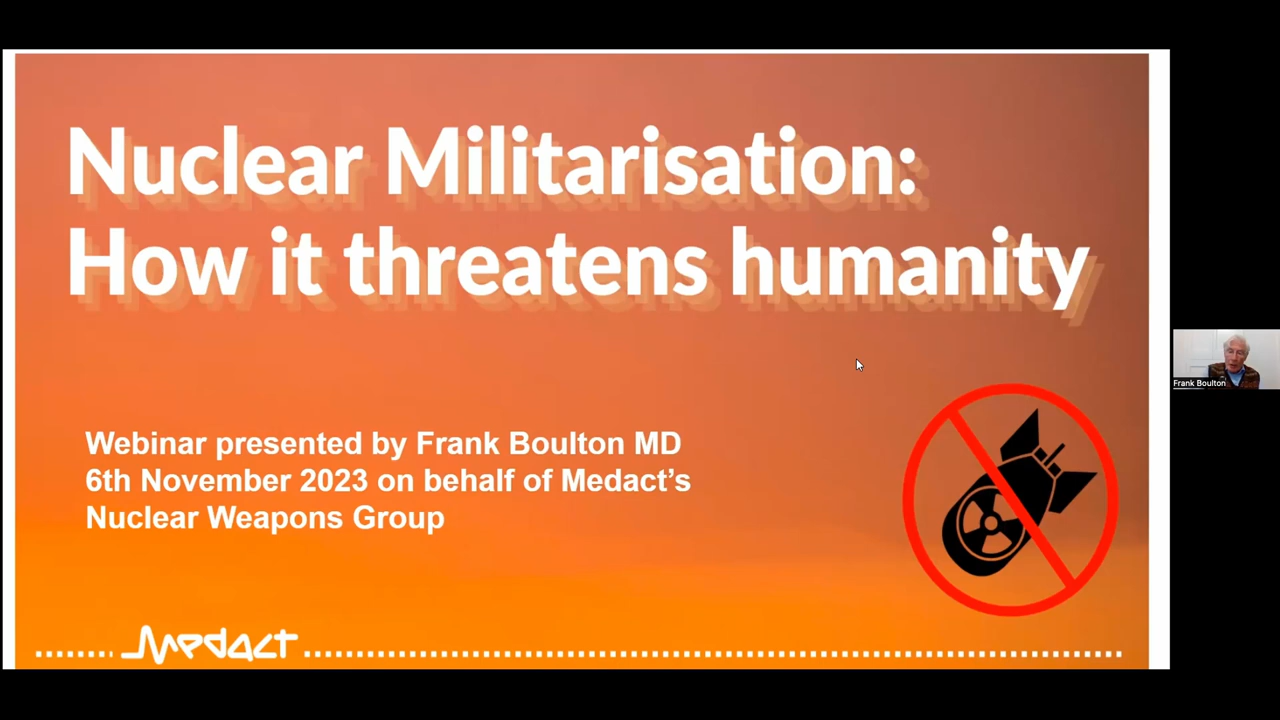 Nuclear Militarisation:
How it threatens humanity
Webinar presented by Frank Boulton MD
6th November 2023 on behalf of Medact’s
Nuclear Weapons Group
Medact
Frank Boulton